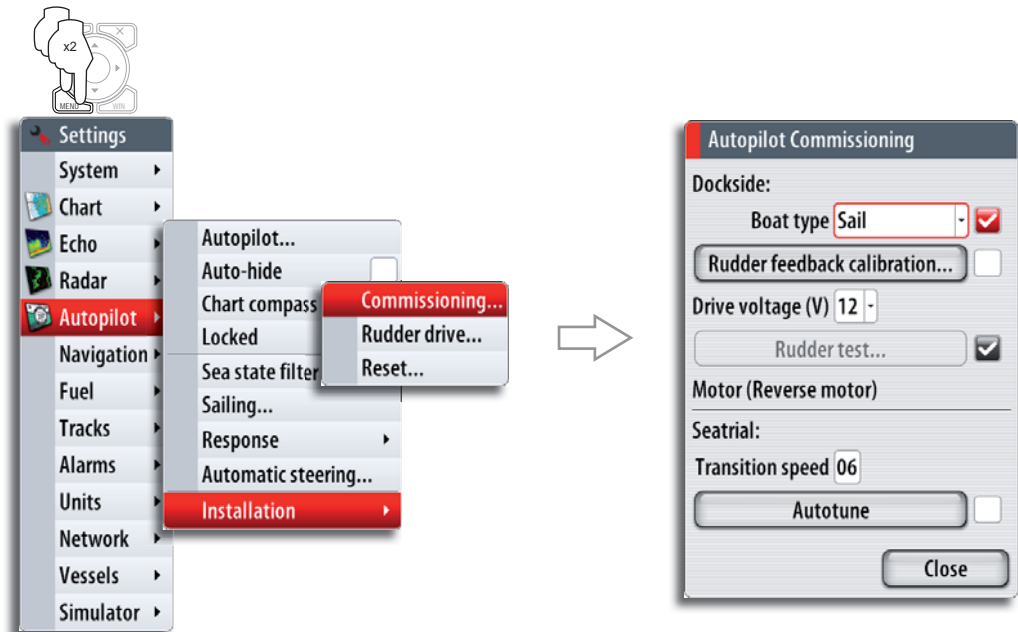 x2
MENU
WIN
Settings
System
Chart
Echo
Radar
Autopilot
Navigation
Fuel
Tracks
Alarms
Units
Network
Vessels
Simulator
Autopilot...
Auto-hide
Chart compass
Locked
Sea state filter
Sailing...
Response
Automatic steering...
Installation
Commissioning...
Rudder drive...
Reset...
Autopilot Commissioning
Dockside:
Boat type Sail
Rudder feedback calibration...
Drive voltage (V) 12
Rudder test...
Motor (Reverse motor)
Seatrial:
Transition speed 06
Autotune
Close